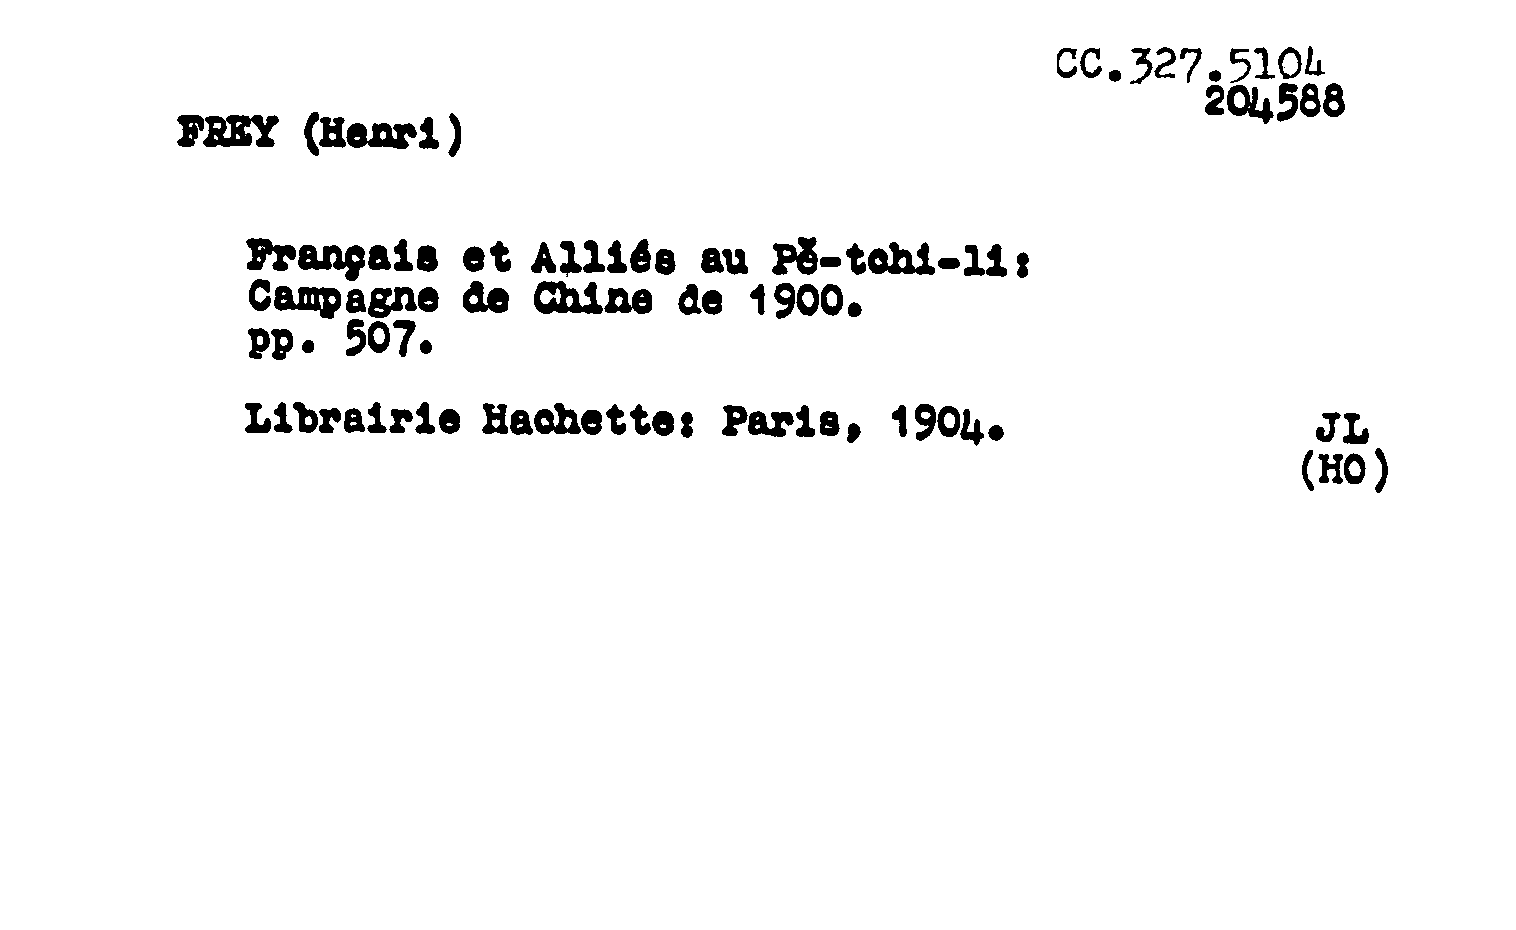 CC.327.5104
204588
FREY (Henri)
Français et Alliés au Pĕ-tchi-li:
Campagne de Chine de 1900.
pp. 507.
Librairie Hachette: Paris, 1904.
JL
(HO)